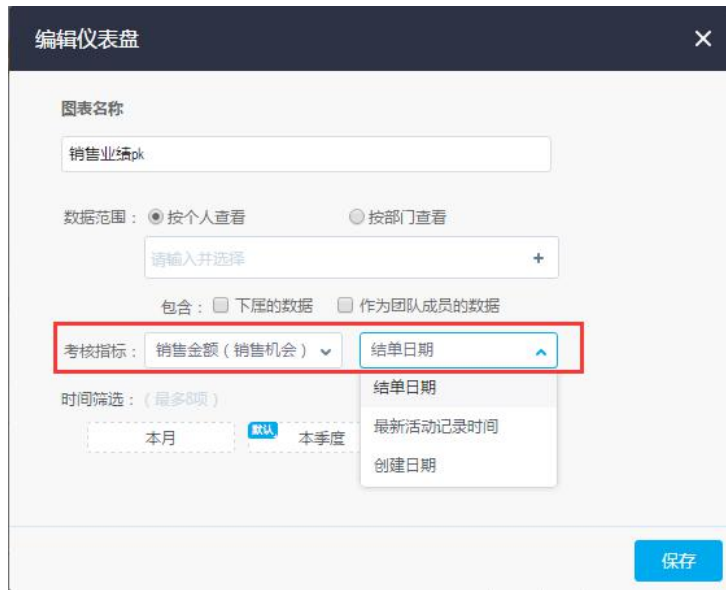 编辑仪表盘
图表名称
销售业绩pk
数据范围： 按个人查看 按部门查看
请输入并选择
包含： 下属的数据 作为团队成员的数据
考核指标： 销售金额（销售机会） 结单日期
结单日期
时间筛选：（最多8项）
最新活动记录时间
本月 默认 本季度
创建日期
保存